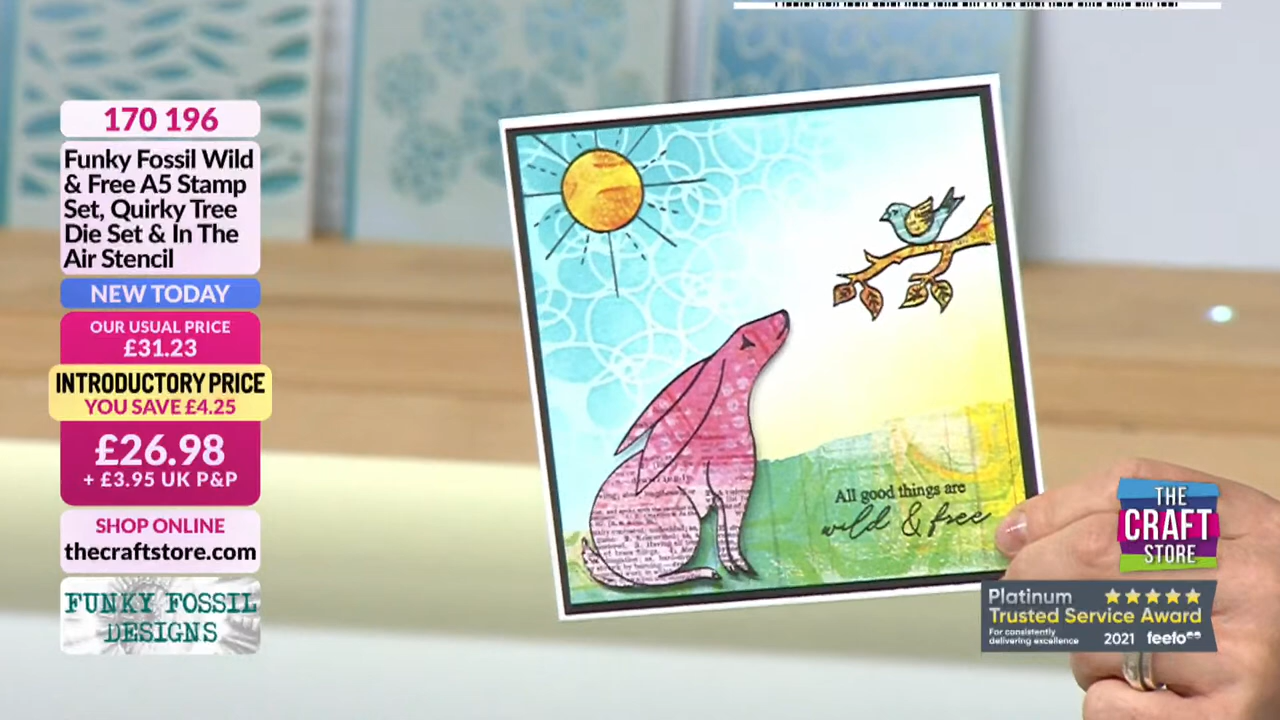 170 196
Funky Fossil Wild
& Free A5 Stamp
Set, Quirky Tree
Die Set & In The
Air Stencil
NEW TODAY
OUR USUAL PRICE
£31.23
INTRODUCTORY PRICE
YOU SAVE £4.25
£26.98
+ £3.95 UK P&P
SHOP ONLINE
thecraftstore.com
FUNKY FOSSIL
DESIGNS
All good things are
wild & free
THE
CRAFT
STORE
Platinum
Trusted Service Award
For consistently
delivering excellence
2021 feefo